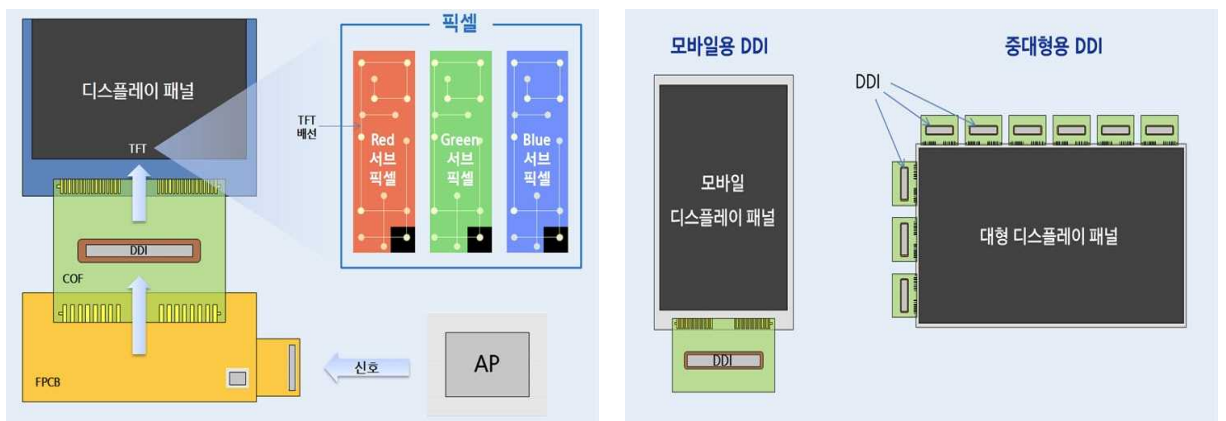 픽셀
디스플레이 패널
TFT
TFT
배선
Red
서브
픽셀
Green
서브
픽셀
Blue
서브
픽셀
DDI
COF
FPCB
신호
AP
모바일용 DDI
중대형용 DDI
DDI
모바일
디스플레이 패널
대형 디스플레이 패널
DDI